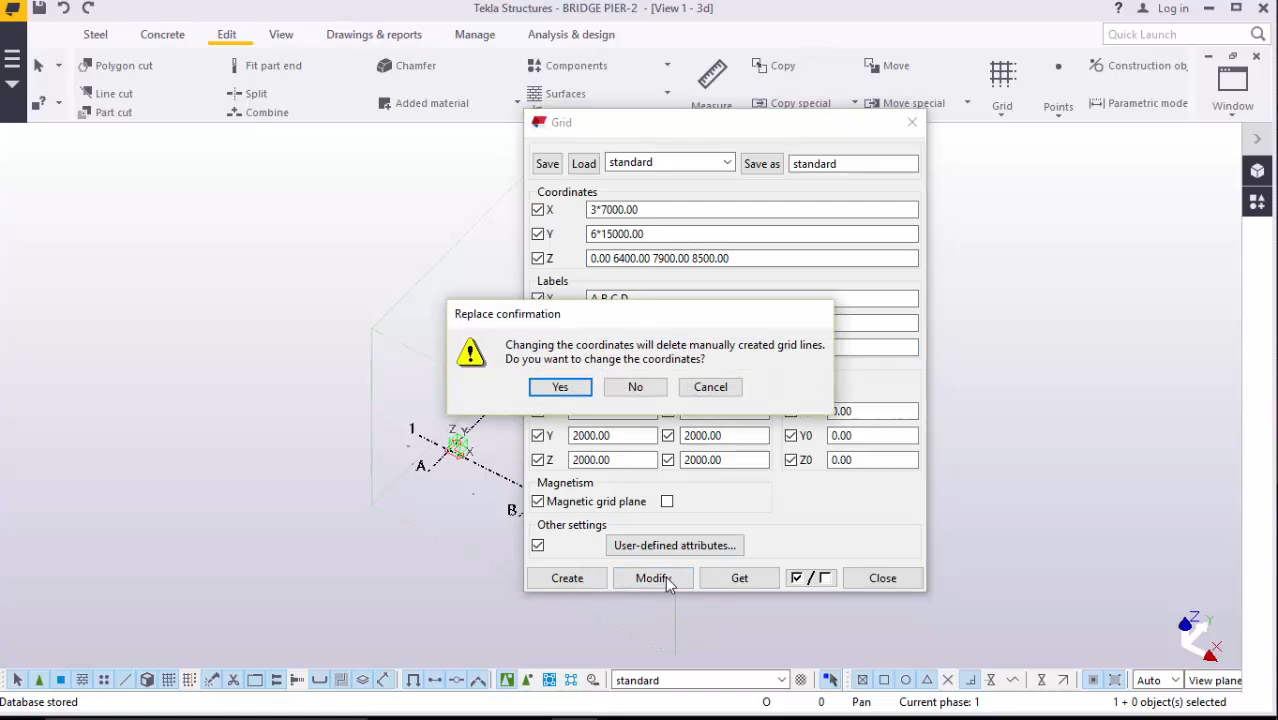 Tekla Structures - BRIDGE PIER-2 - [View 1 - 3d]
? Log in
Steel Concrete Edit View Drawings & reports Manage Analysis & design Quick Launch
Polygon cut Fit part end Chamfer Components Copy Move Construction obj
Line cut Split Surfaces Measure Grid Points Window
Part cut Combine Added material Copy special Move special Parametric mode
Grid
Save Load standard Save as standard
Coordinates
X 3*7000.00
Y 6*15000.00
Z 0.00 6400.00 7900.00 8500.00
Labels
X A B C D
Replace confirmation
Changing the coordinates will delete manually created grid lines.
Do you want to change the coordinates?
Yes No Cancel
0.00
Y 2000.00 2000.00 Y0 0.00
Z 2000.00 2000.00 Z0 0.00
Magnetism
Magnetic grid plane
Other settings
User-defined attributes...
Create Modify Get / Close
1
Z Y
X
A
B
Z Y
X
standard Auto View plane
Database stored O 0 Pan Current phase: 1 1 + 0 object(s) selected